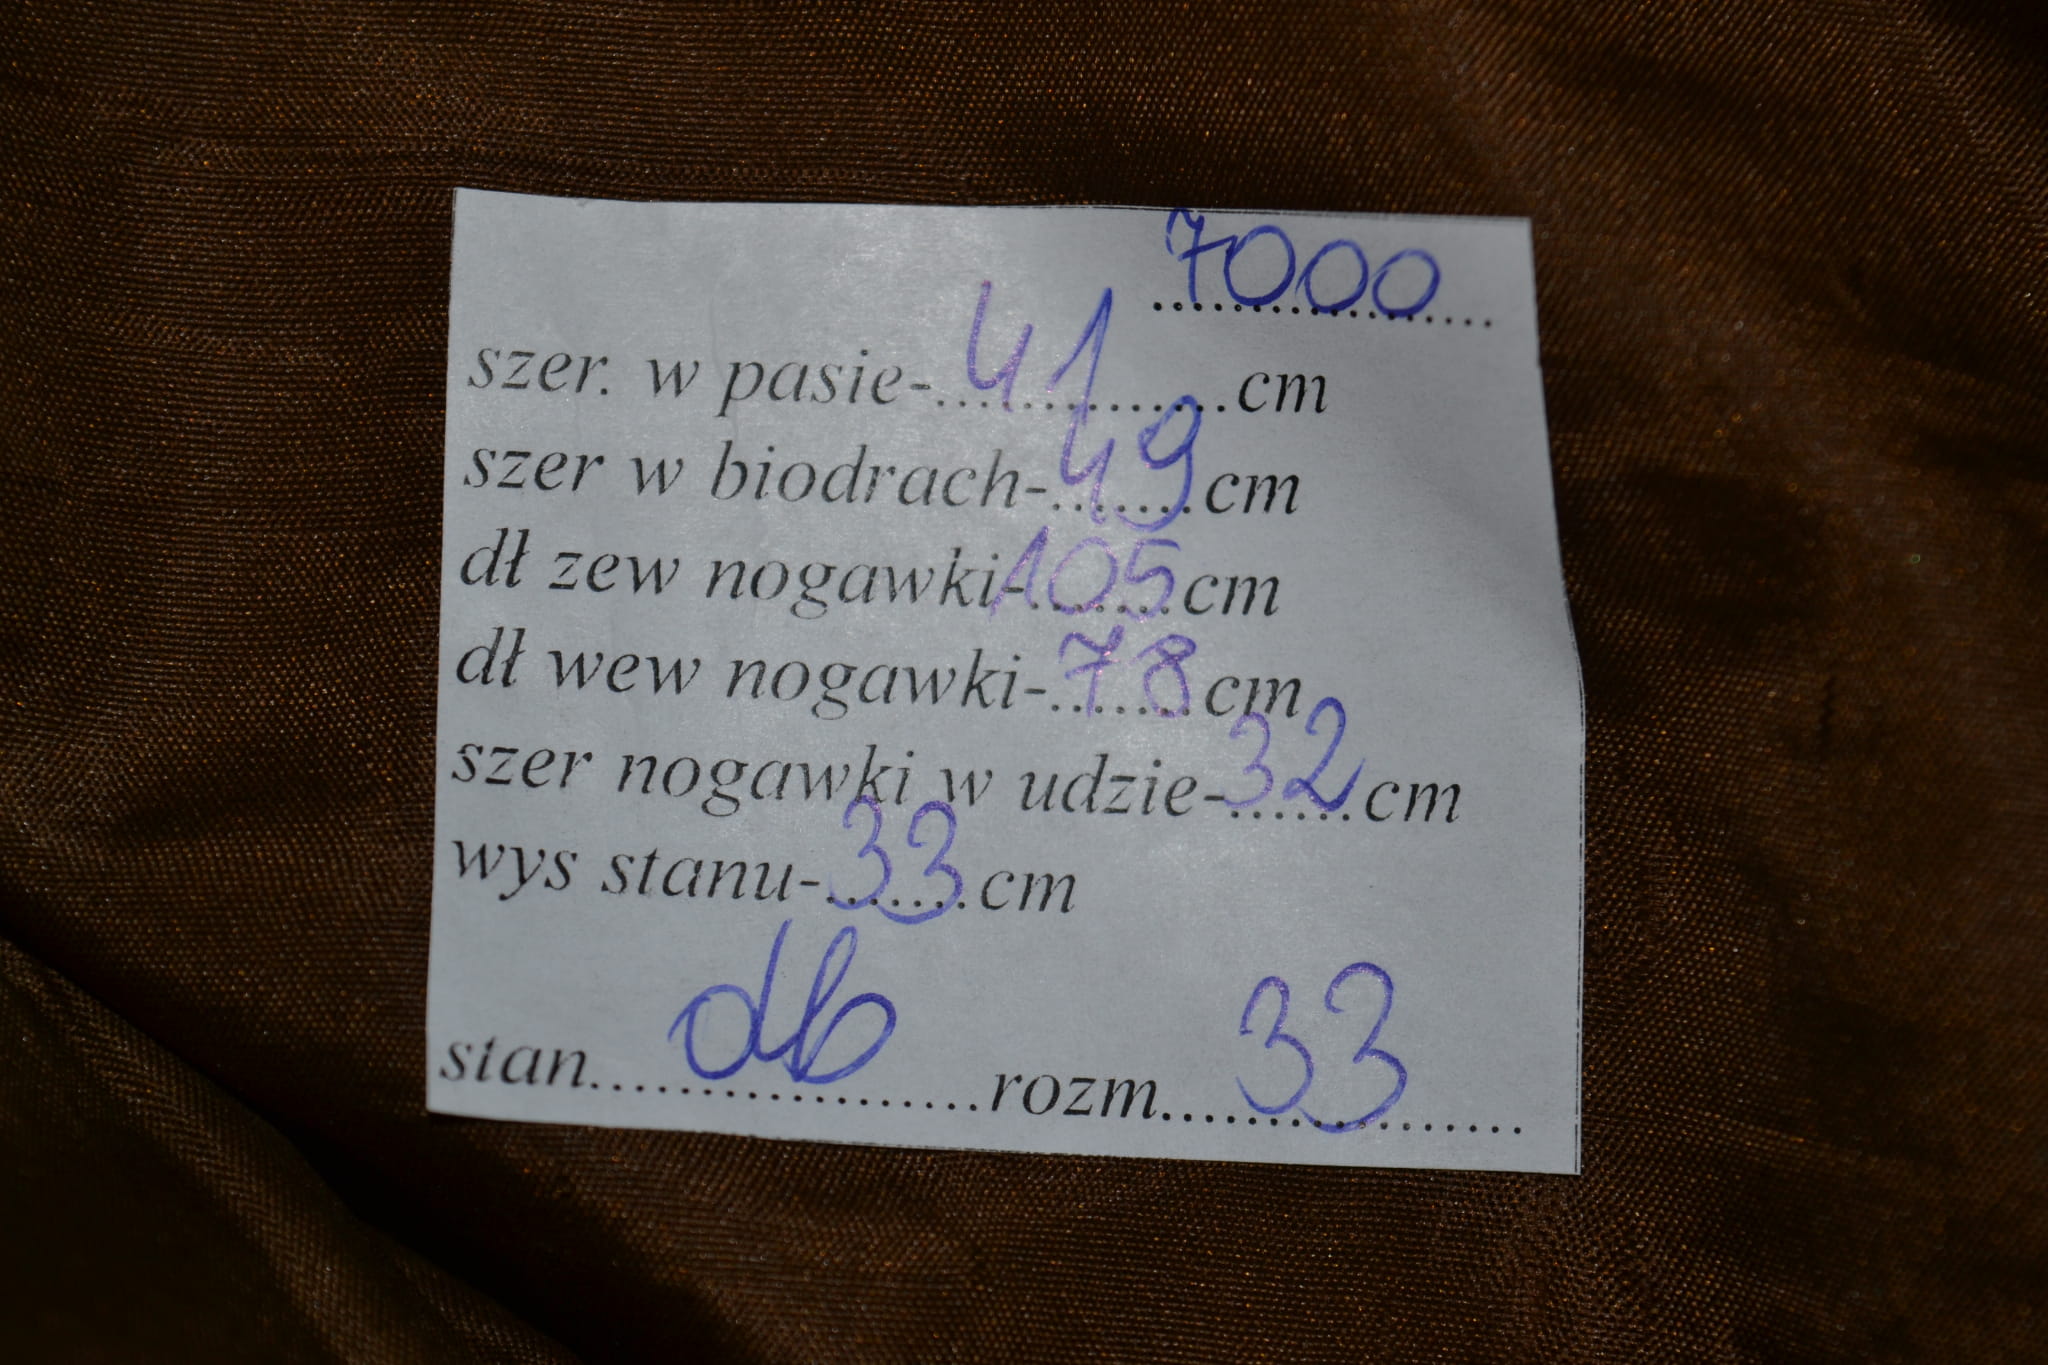 7000
szer. w pasie-41cm
szer w biodrach-49cm
dł zew nogawki-105cm
dł wew nogawki-78cm
szer nogawki w udzie-32cm
wys stanu-33cm
stan db rozm 33